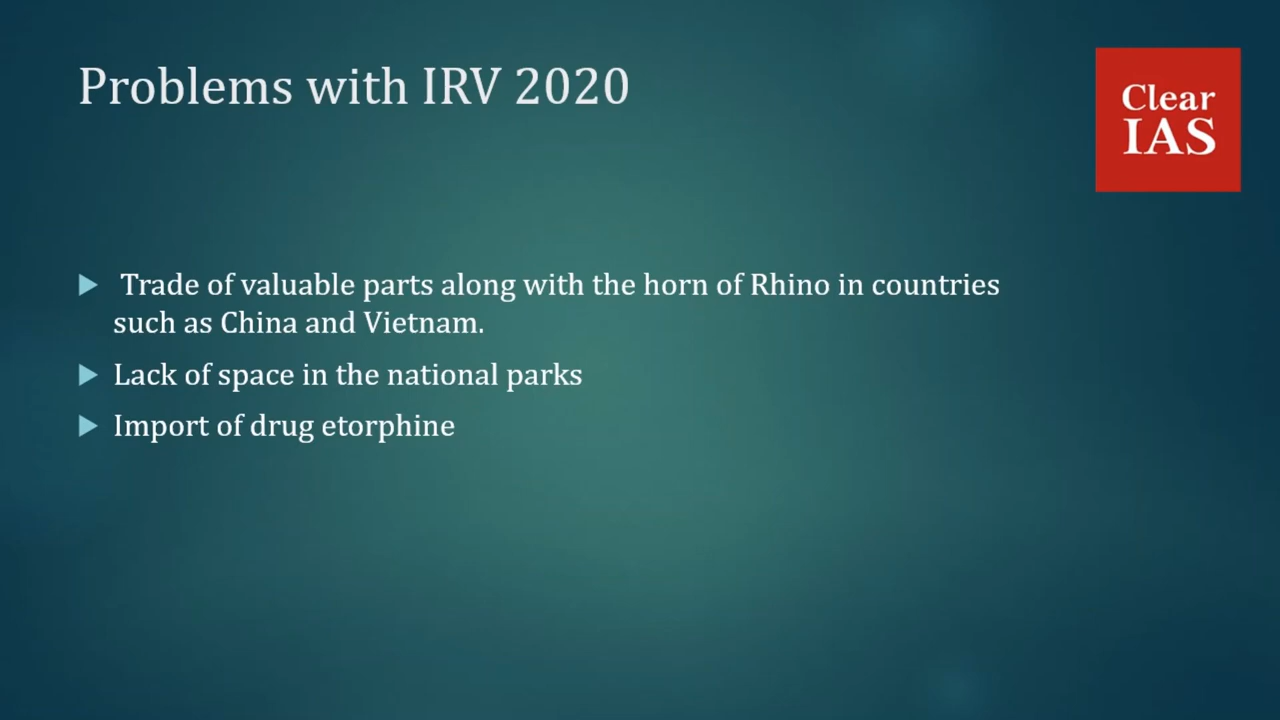 Problems with IRV 2020
Clear
IAS
Trade of valuable parts along with the horn of Rhino in countries
such as China and Vietnam.
Lack of space in the national parks
Import of drug etorphine